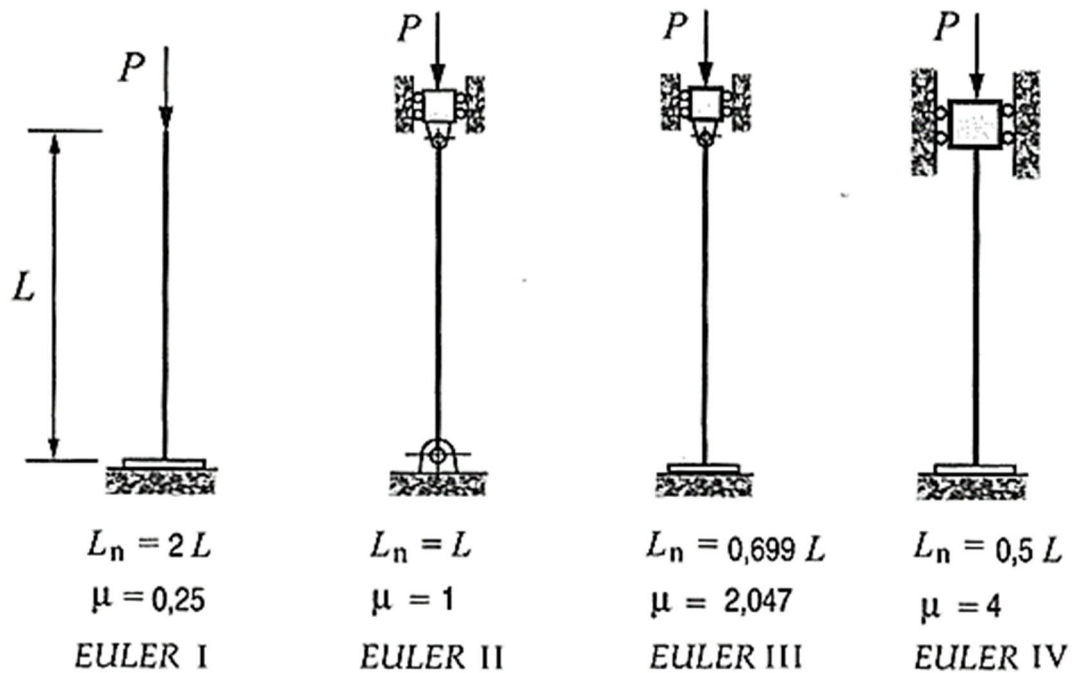 P
P
P
P
L
Lₙ = 2 L
μ = 0,25
EULER I
Lₙ = L
μ = 1
EULER II
Lₙ = 0,699 L
μ = 2,047
EULER III
Lₙ = 0,5 L
μ = 4
EULER IV